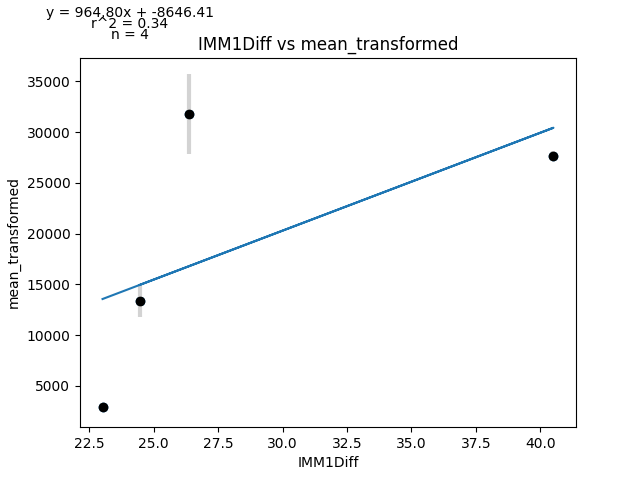 y = 964.80x + -8646.41
r^2 = 0.34
n = 4
IMM1Diff vs mean_transformed
35000
30000
25000
20000
15000
10000
5000
mean_transformed
22.5 25.0 27.5 30.0 32.5 35.0 37.5 40.0
IMM1Diff